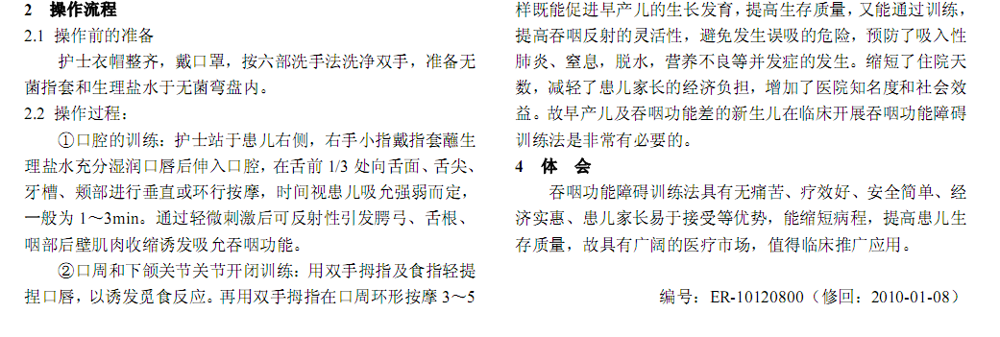 2 操作流程
2.1 操作前的准备
护士衣帽整齐，戴口罩，按六部洗手法洗净双手，准备无
菌指套和生理盐水于无菌弯盘内。
2.2 操作过程：
①口腔的训练：护士站于患儿右侧，右手小指戴指套蘸生
理盐水充分湿润口唇后伸入口腔，在舌前 1/3 处向舌面、舌尖、
牙槽、颊部进行垂直或环行按摩，时间视患儿吸允强弱而定，
一般为 1～3min。通过轻微刺激后可反射性引发腭弓、舌根、
咽部后壁肌肉收缩诱发吸允吞咽功能。
②口周和下颌关节关节开闭训练：用双手拇指及食指轻提
捏口唇，以诱发觅食反应。再用双手拇指在口周环形按摩 3～5
样既能促进早产儿的生长发育，提高生存质量，又能通过训练，
提高吞咽反射的灵活性，避免发生误吸的危险，预防了吸入性
肺炎、窒息，脱水，营养不良等并发症的发生。缩短了住院天
数，减轻了患儿家长的经济负担，增加了医院知名度和社会效
益。故早产儿及吞咽功能差的新生儿在临床开展吞咽功能障碍
训练法是非常有必要的。
4 体 会
吞咽功能障碍训练法具有无痛苦、疗效好、安全简单、经
济实惠、患儿家长易于接受等优势，能缩短病程，提高患儿生
存质量，故具有广阔的医疗市场，值得临床推广应用。
编号：ER-10120800（修回：2010-01-08）